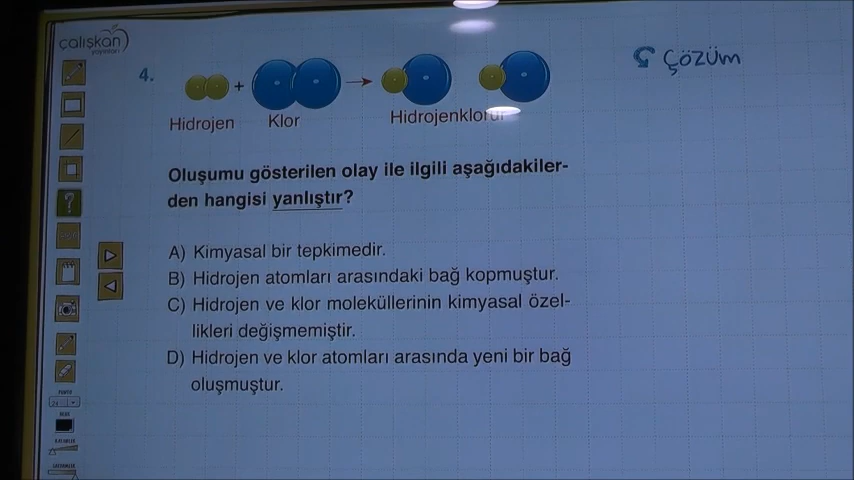 çalışkan
yayınları
4.
+
Hidrojen Klor Hidrojenklorür
Çözüm
Oluşumu gösterilen olay ile ilgili aşağıdakiler-
den hangisi yanlıştır?
A) Kimyasal bir tepkimedir.
B) Hidrojen atomları arasındaki bağ kopmuştur.
C) Hidrojen ve klor moleküllerinin kimyasal özel-
likleri değişmemiştir.
D) Hidrojen ve klor atomları arasında yeni bir bağ
oluşmuştur.
?